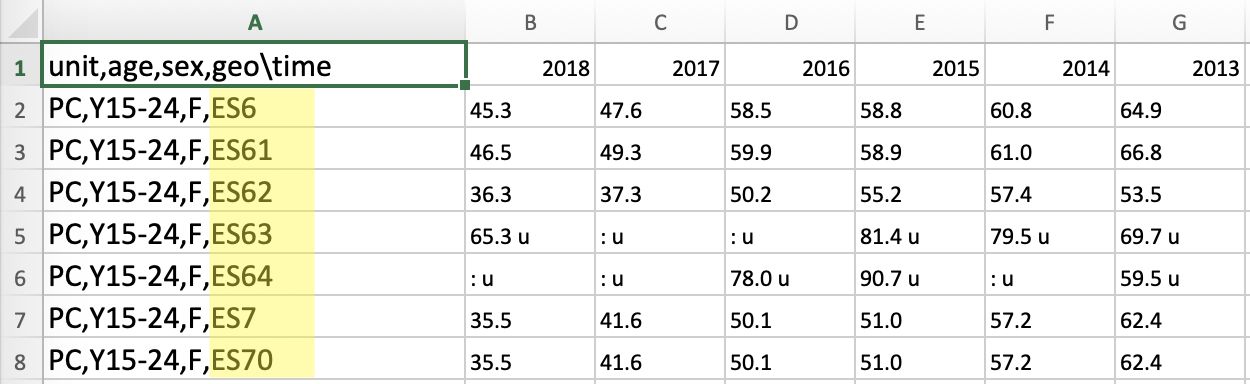 A B C D E F G
1 unit,age,sex,geo\time 2018 2017 2016 2015 2014 2013
2 PC,Y15-24,F,ES6 45.3 47.6 58.5 58.8 60.8 64.9
3 PC,Y15-24,F,ES61 46.5 49.3 59.9 58.9 61.0 66.8
4 PC,Y15-24,F,ES62 36.3 37.3 50.2 55.2 57.4 53.5
5 PC,Y15-24,F,ES63 65.3 u : u : u 81.4 u 79.5 u 69.7 u
6 PC,Y15-24,F,ES64 : u : u 78.0 u 90.7 u : u 59.5 u
7 PC,Y15-24,F,ES7 35.5 41.6 50.1 51.0 57.2 62.4
8 PC,Y15-24,F,ES70 35.5 41.6 50.1 51.0 57.2 62.4